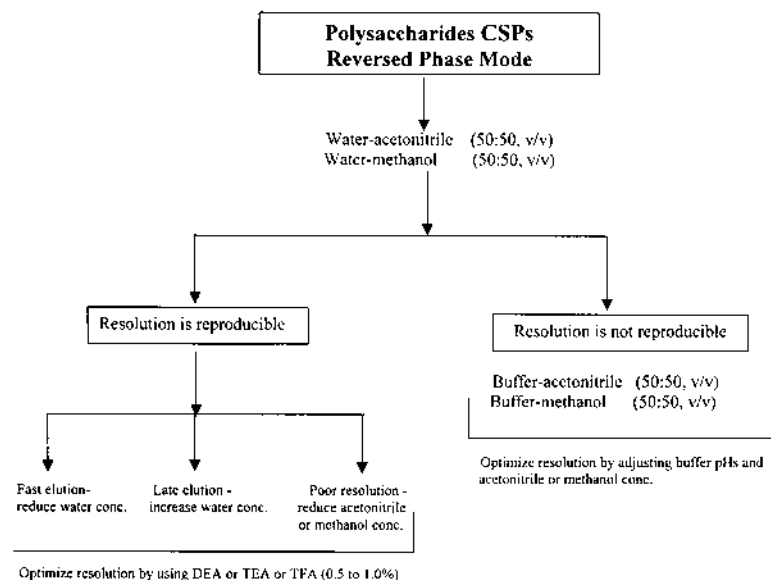 Polysaccharides CSPs
Reversed Phase Mode
Water-acetonitrile (50:50, v/v)
Water-methanol (50:50, v/v)
Resolution is reproducible
Resolution is not reproducible
Buffer-acetonitrile (50:50, v/v)
Buffer-methanol (50:50, v/v)
Optimize resolution by adjusting buffer pHs and
acetonitrile or methanol conc.
Fast elution-
reduce water conc.
Late elution -
increase water conc.
Poor resolution -
reduce acetonitrile
or methanol conc.
Optimize resolution by using DEA or TEA or TFA (0.5 to 1.0%)